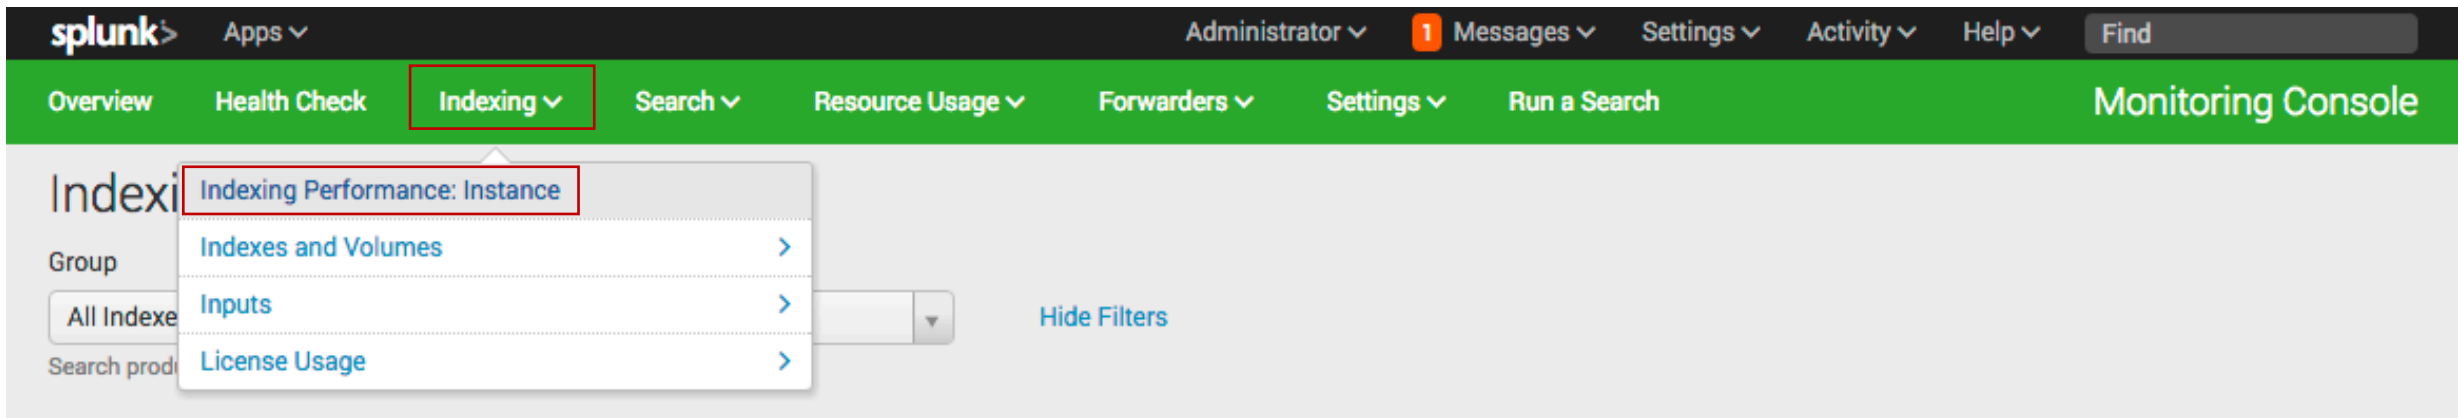 splunk> Apps Administrator 1 Messages Settings Activity Help Find
Overview Health Check Indexing Search Resource Usage Forwarders Settings Run a Search Monitoring Console
Indexi
Indexing Performance: Instance
Indexes and Volumes
Group
Inputs
All Indexe
Hide Filters
License Usage
Search produ